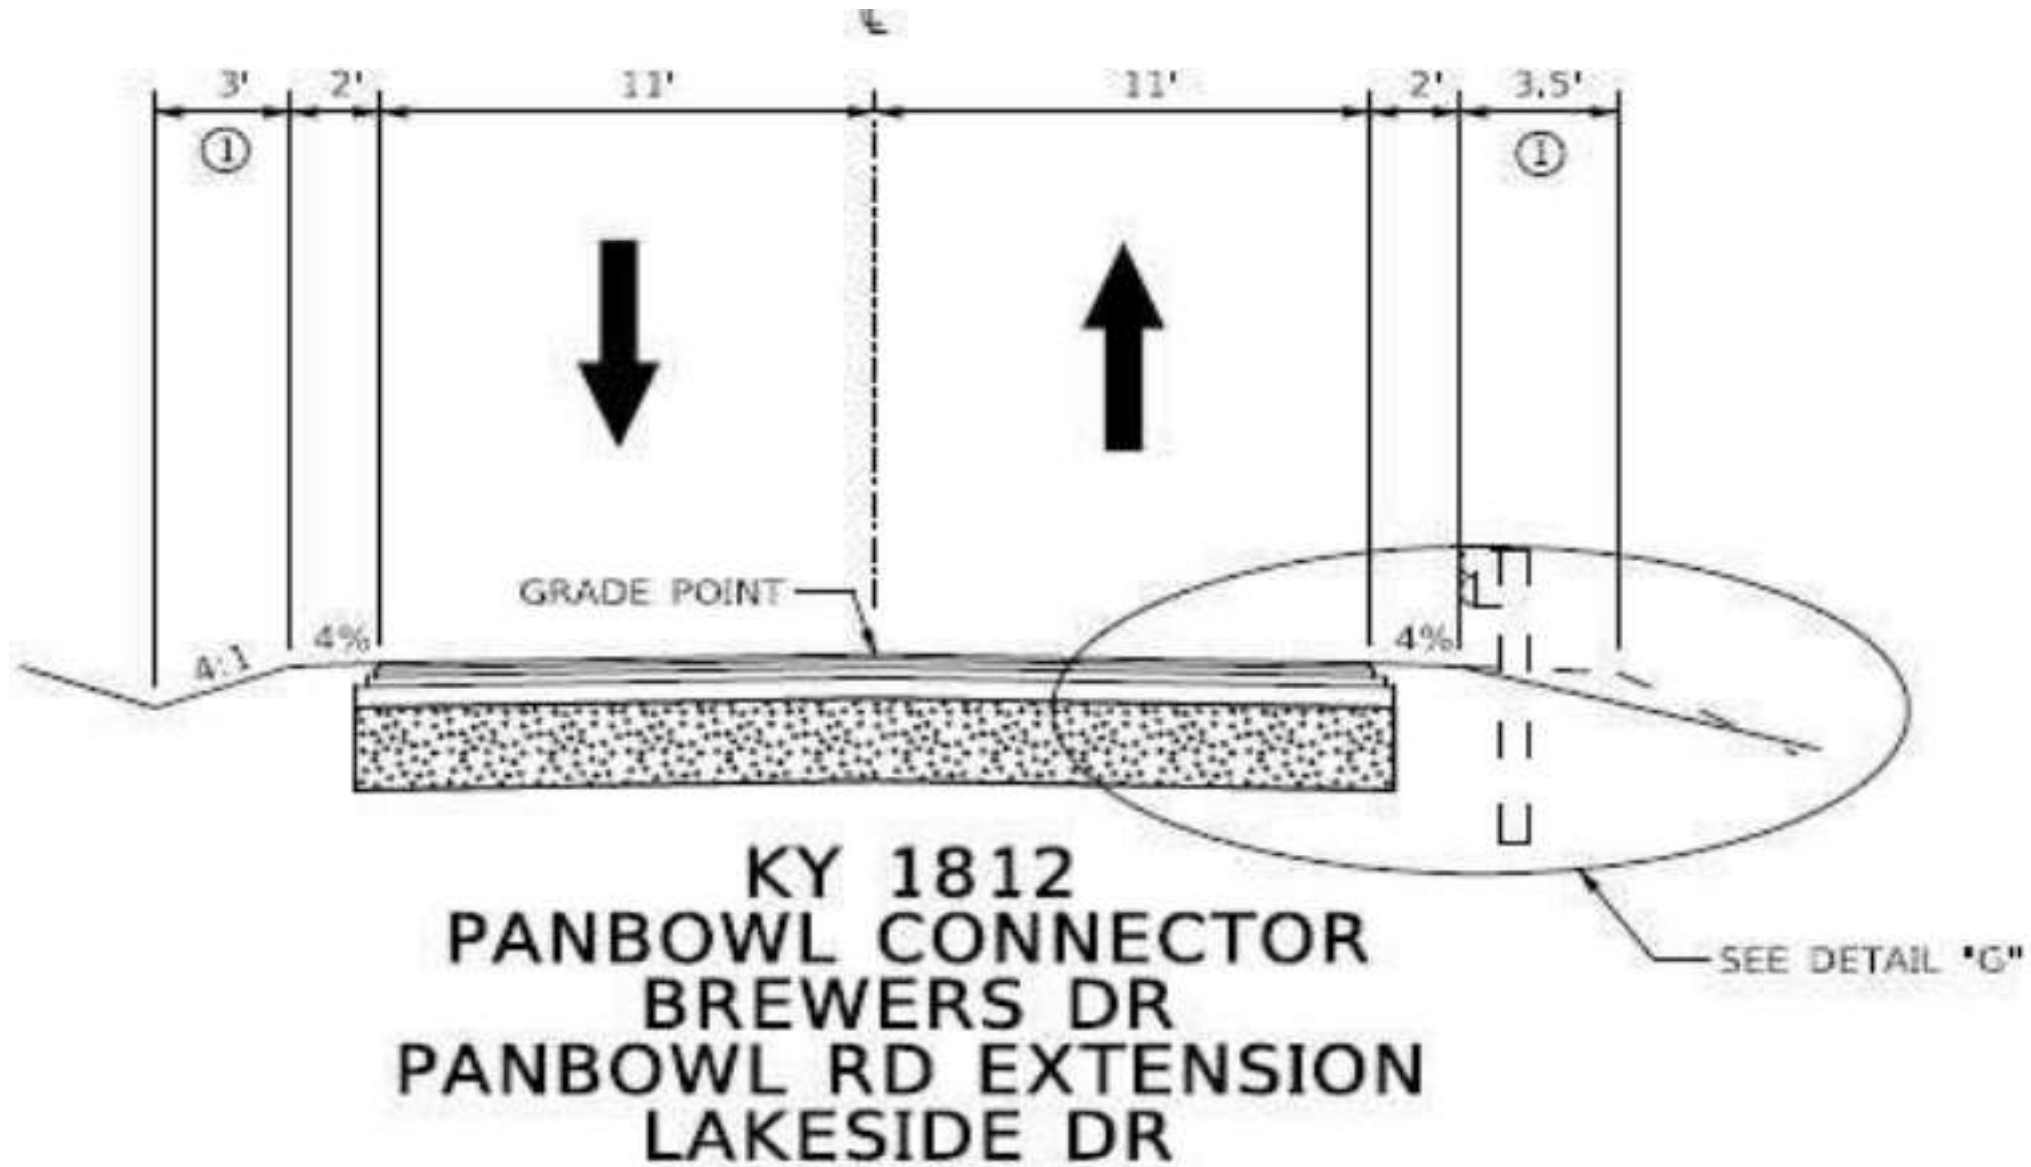 ℄
3' 2' 11' 11' 2' 3.5'
① ①
GRADE POINT
4:1 4% 4%
KY 1812
PANBOWL CONNECTOR
BREWERS DR
PANBOWL RD EXTENSION
LAKESIDE DR
SEE DETAIL "G"